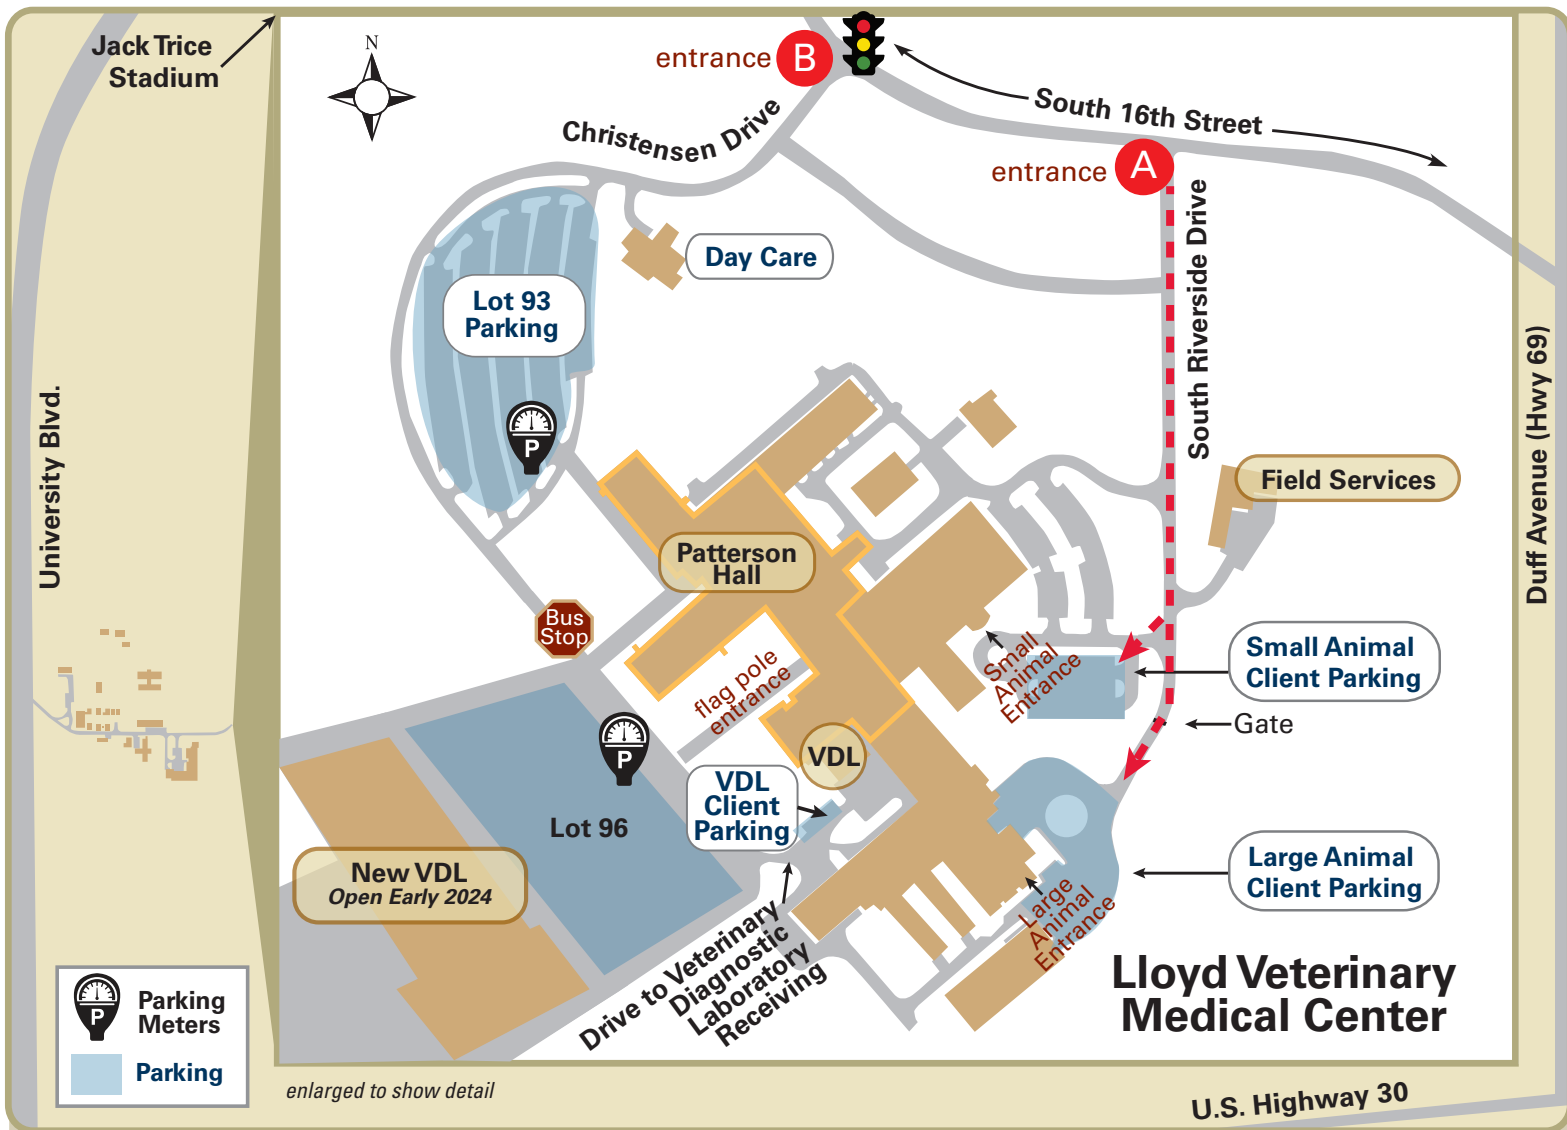 Jack Trice
Stadium
N
entrance
B
South 16th Street
Christensen Drive
entrance
A
South Riverside Drive
Day Care
Lot 93
Parking
P
University Blvd.
Duff Avenue (Hwy 69)
Field Services
Patterson
Hall
Bus
Stop
Small
Animal
Entrance
Small Animal
Client Parking
flag pole
entrance
Gate
P
VDL
VDL
Client
Parking
Lot 96
New VDL
Open Early 2024
Large Animal
Client Parking
Large
Animal
Entrance
Drive to Veterinary
Diagnostic
Laboratory
Receiving
Lloyd Veterinary
Medical Center
P
Parking
Meters
Parking
enlarged to show detail
U.S. Highway 30